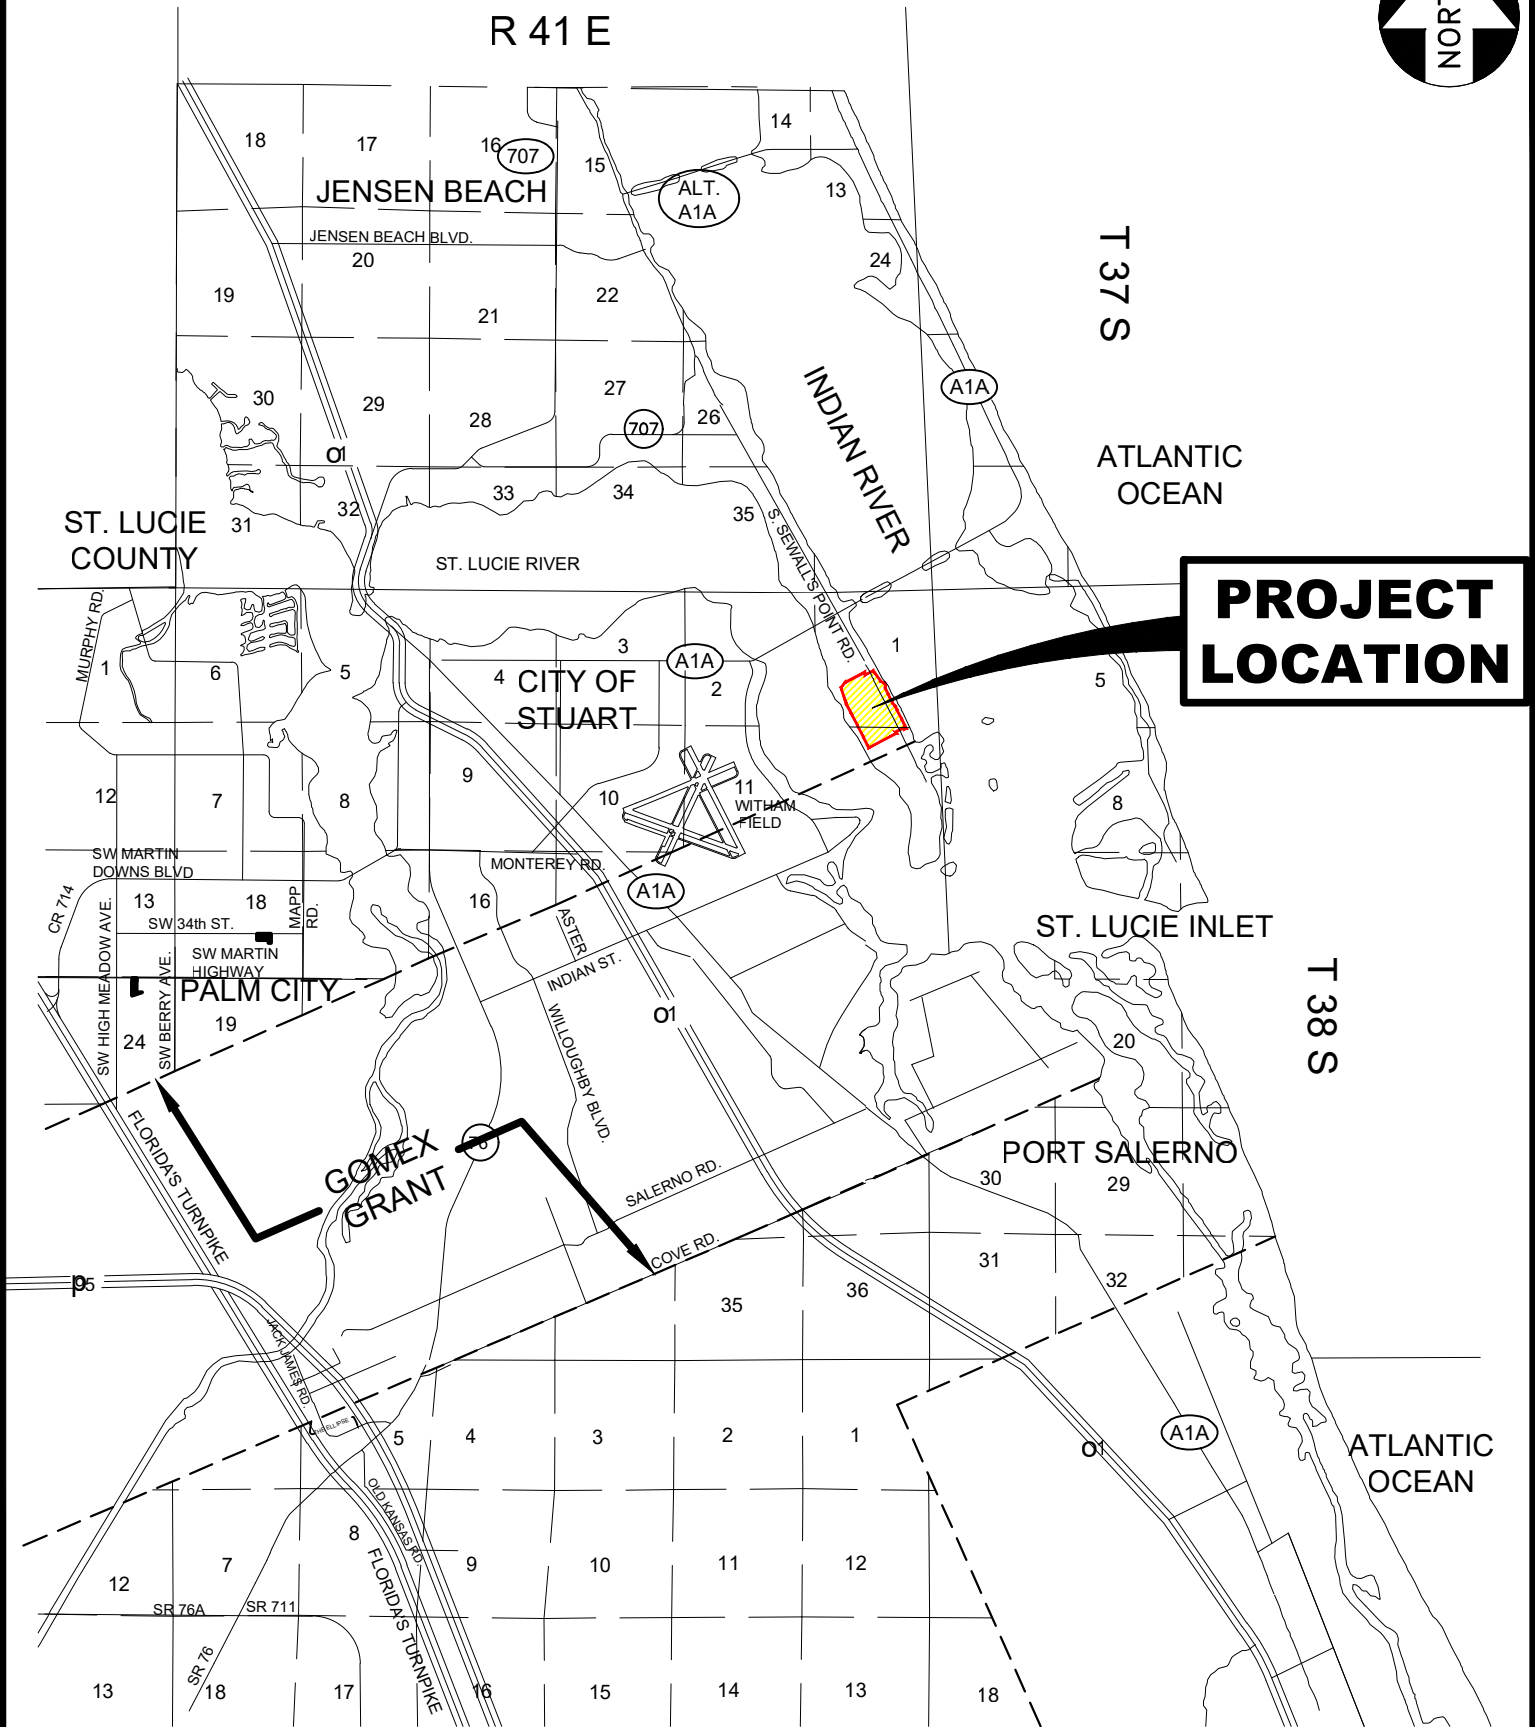 R 41 E
NORT
14
18
17
16
707
15
JENSEN BEACH
ALT.
A1A
13
JENSEN BEACH BLVD.
20
24
T 37 S
19
22
21
INDIAN RIVER
27
A1A
30
29
28
707
26
1
ATLANTIC
OCEAN
33
34
32
35
S. SEWALL'S POINT RD.
ST. LUCIE
COUNTY
31
ST. LUCIE RIVER
PROJECT
LOCATION
MURPHY RD.
3
1
1
6
5
4
A1A
2
5
CITY OF
STUART
9
12
7
8
10
11
WITHAM
FIELD
8
SW MARTIN
DOWNS BLVD
MONTEREY RD.
A1A
CR 714
13
18
MAPP
RD.
16
SW 34th ST.
ASTER
ST. LUCIE INLET
SW HIGH MEADOW AVE.
SW BERRY AVE.
SW MARTIN
HIGHWAY
INDIAN ST.
PALM CITY
T 38 S
19
1
24
WILLOUGHBY BLVD.
20
FLORIDA'S TURNPIKE
GOMEX
GRANT
76
PORT SALERNO
SALERNO RD.
30
29
COVE RD.
31
32
95
35
36
JACK JAMES RD.
THE ELLIPSE
5
4
3
2
1
1
A1A
ATLANTIC
OCEAN
OLD KANSAS RD.
8
FLORIDA'S TURNPIKE
12
7
9
10
11
12
SR 76A
SR 711
SR 76
13
18
17
16
15
14
13
18